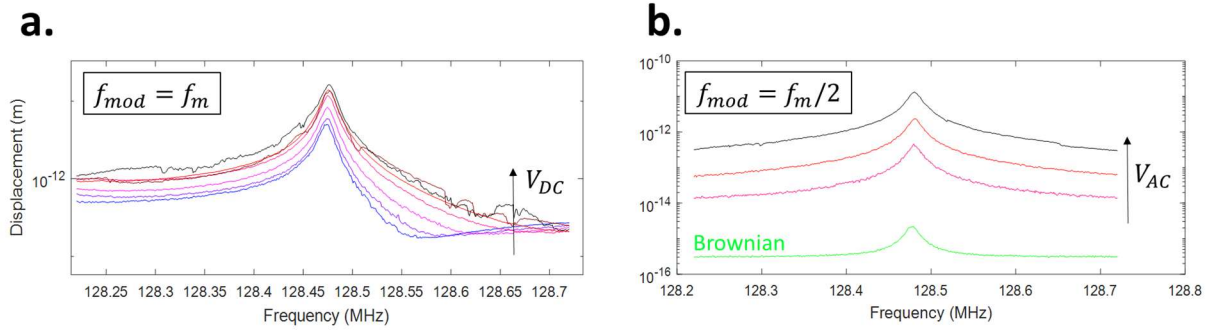 a.
f_mod = f_m
Displacement (m)
10^-12
V_DC
128.25 128.3 128.35 128.4 128.45 128.5 128.55 128.6 128.65 128.7
Frequency (MHz)
b.
f_mod = f_m/2
10^-10
10^-12
10^-14
10^-16
V_AC
Brownian
128.2 128.3 128.4 128.5 128.6 128.7 128.8
Frequency (MHz)